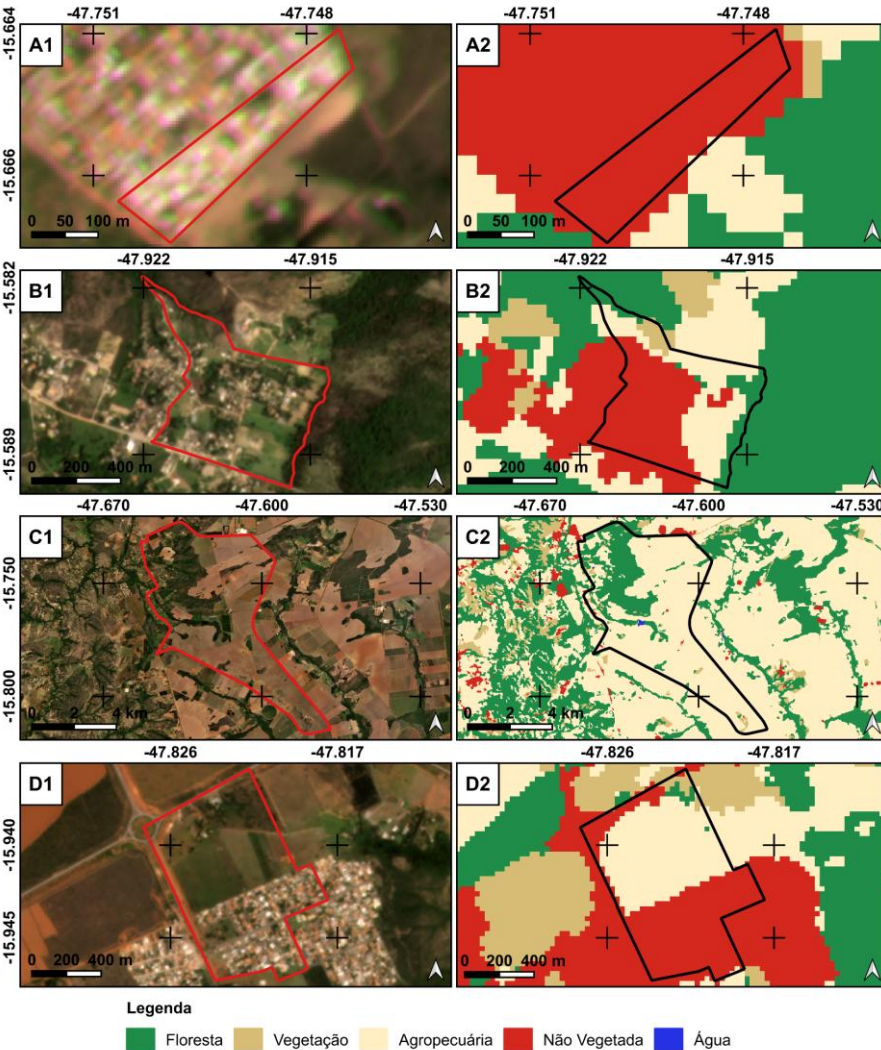 -47.751 -47.748 -47.751 -47.748
-15.664
A1 A2
-15.666
0 50 100 m 0 50 100 m
-47.922 -47.915 -47.922 -47.915
-15.582
B1 B2
-15.589
0 200 400 m 0 200 400 m
-47.670 -47.600 -47.530 -47.670 -47.600 -47.530
C1 C2
-15.750
-15.800
0 2 4 km 0 2 4 km
-47.826 -47.817 -47.826 -47.817
D1 D2
-15.940
-15.945
0 200 400 m 0 200 400 m
Legenda
Floresta Vegetação Agropecuária Não Vegetada Água